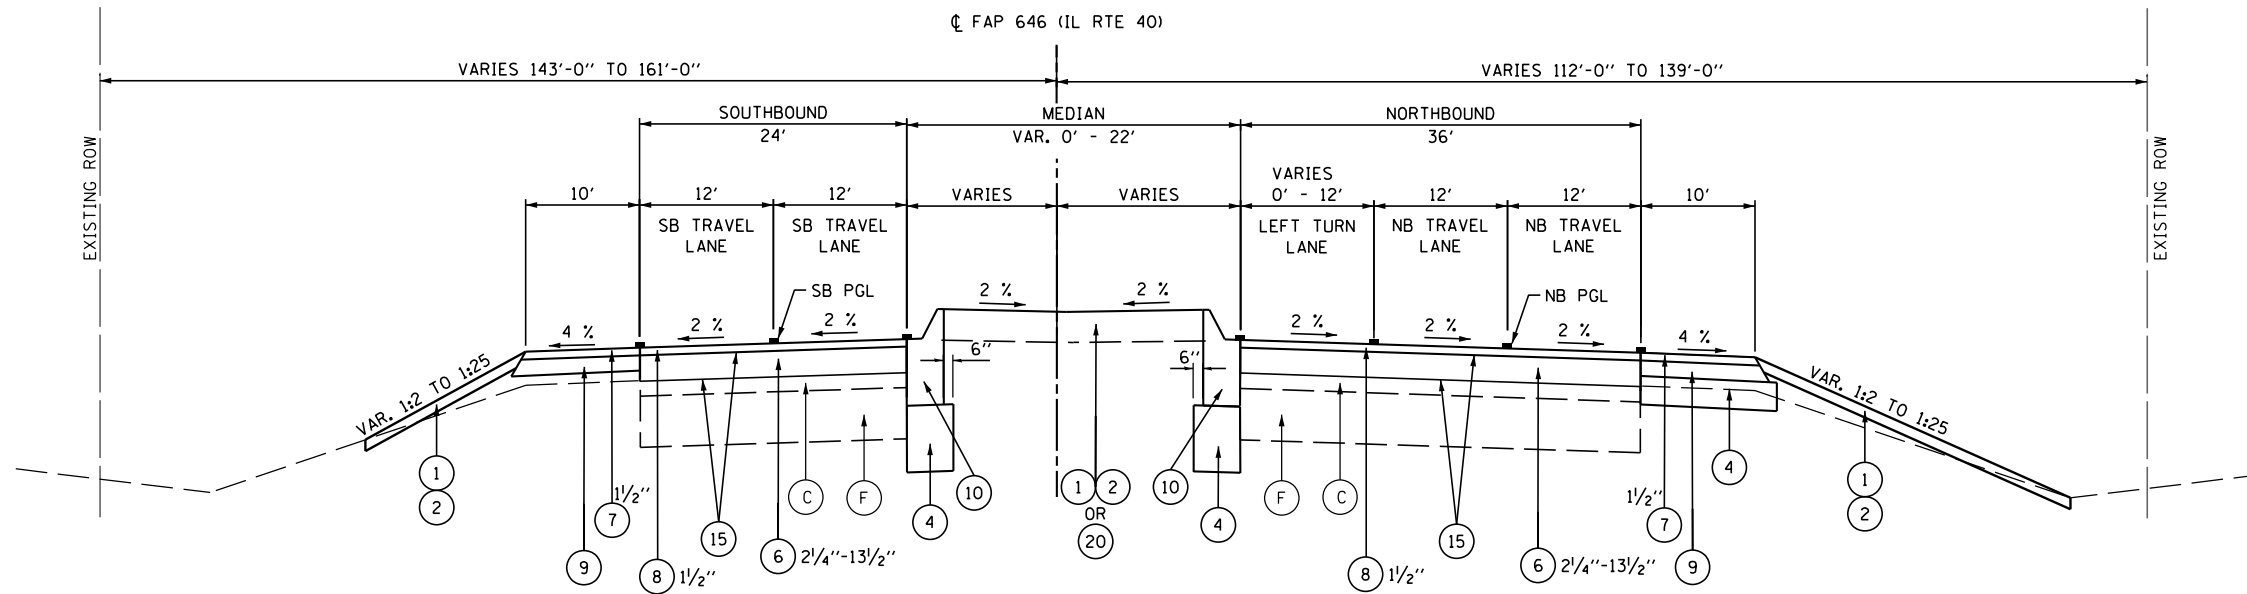 ℄ FAP 646 (IL RTE 40)
VARIES 143'-0" TO 161'-0"
VARIES 112'-0" TO 139'-0"
SOUTHBOUND
24'
MEDIAN
VAR. 0' - 22'
NORTHBOUND
36'
EXISTING ROW
EXISTING ROW
10'
12'
12'
VARIES
VARIES
VARIES
0' - 12'
12'
12'
10'
SB TRAVEL
LANE
SB TRAVEL
LANE
LEFT TURN
LANE
NB TRAVEL
LANE
NB TRAVEL
LANE
SB PGL
NB PGL
2 %
2 %
4 %
2 %
2 %
2 %
2 %
2 %
4 %
6"
6"
VAR. 1:2 TO 1:25
VAR. 1:2 TO 1:25
1
2
1½"
7
9
8 1½"
15
6 2¼"-13½"
C
F
4
10
1 2
OR
20
10
4
F
C
8 1½"
15
6 2¼"-13½"
1½"
7
9
4
1
2